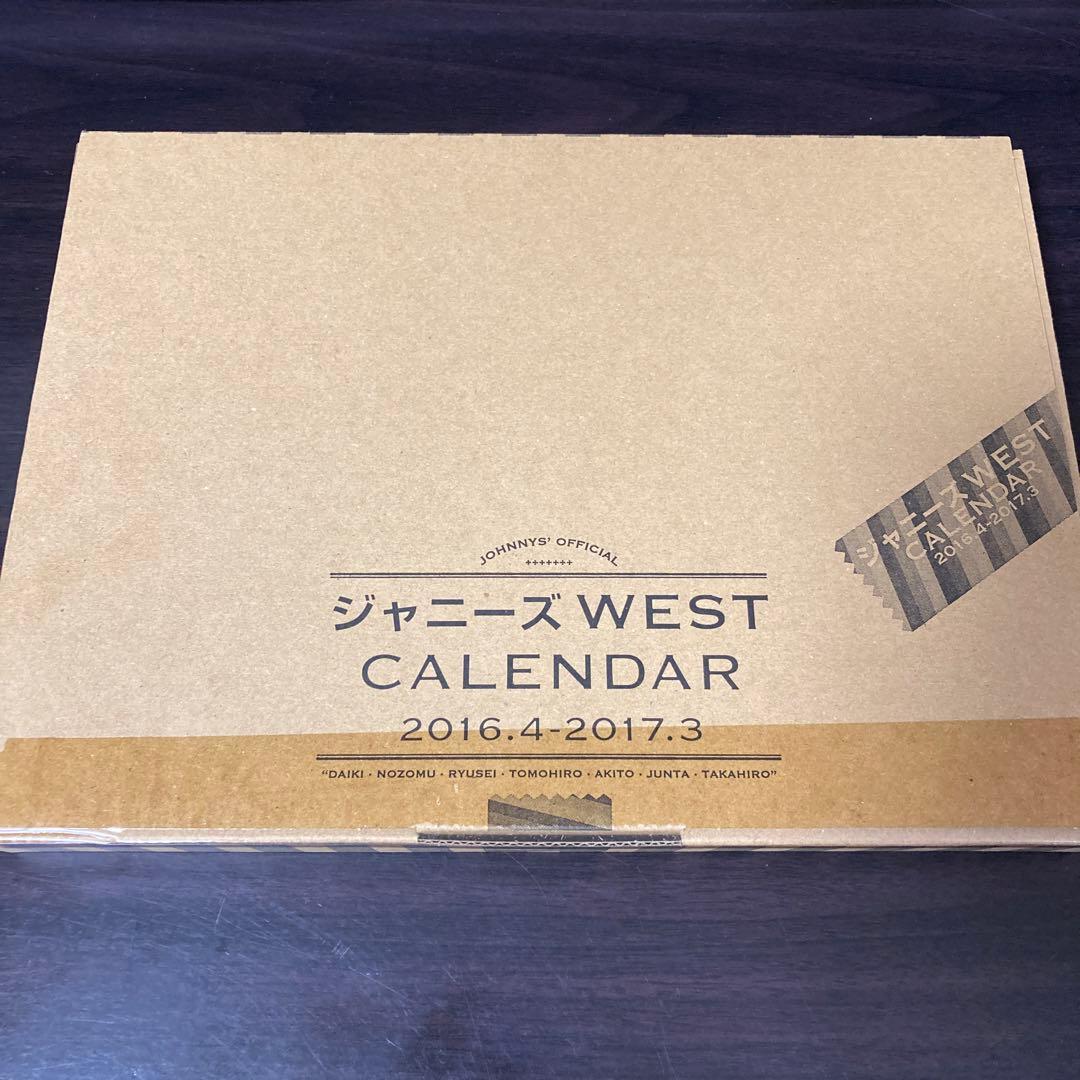 JOHNNYS' OFFICIAL
+++++++
ジャニーズWEST
CALENDAR
2016.4-2017.3
"DAIKI・NOZOMU・RYUSEI・TOMOHIRO・AKITO・JUNTA・TAKAHIRO"
ジャニーズWEST
CALENDAR
2016.4-2017.3